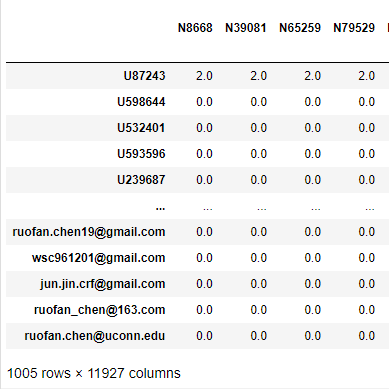 N8668 N39081 N65259 N79529
U87243 2.0 2.0 2.0 2.0
U598644 0.0 0.0 0.0 0.0
U532401 0.0 0.0 0.0 0.0
U593596 0.0 0.0 0.0 0.0
U239687 0.0 0.0 0.0 0.0
... ... ... ... ...
ruofan.chen19@gmail.com 0.0 0.0 0.0 0.0
wsc961201@gmail.com 0.0 0.0 0.0 0.0
jun.jin.crf@gmail.com 0.0 0.0 0.0 0.0
ruofan_chen@163.com 0.0 0.0 0.0 0.0
ruofan.chen@uconn.edu 0.0 0.0 0.0 0.0
1005 rows × 11927 columns